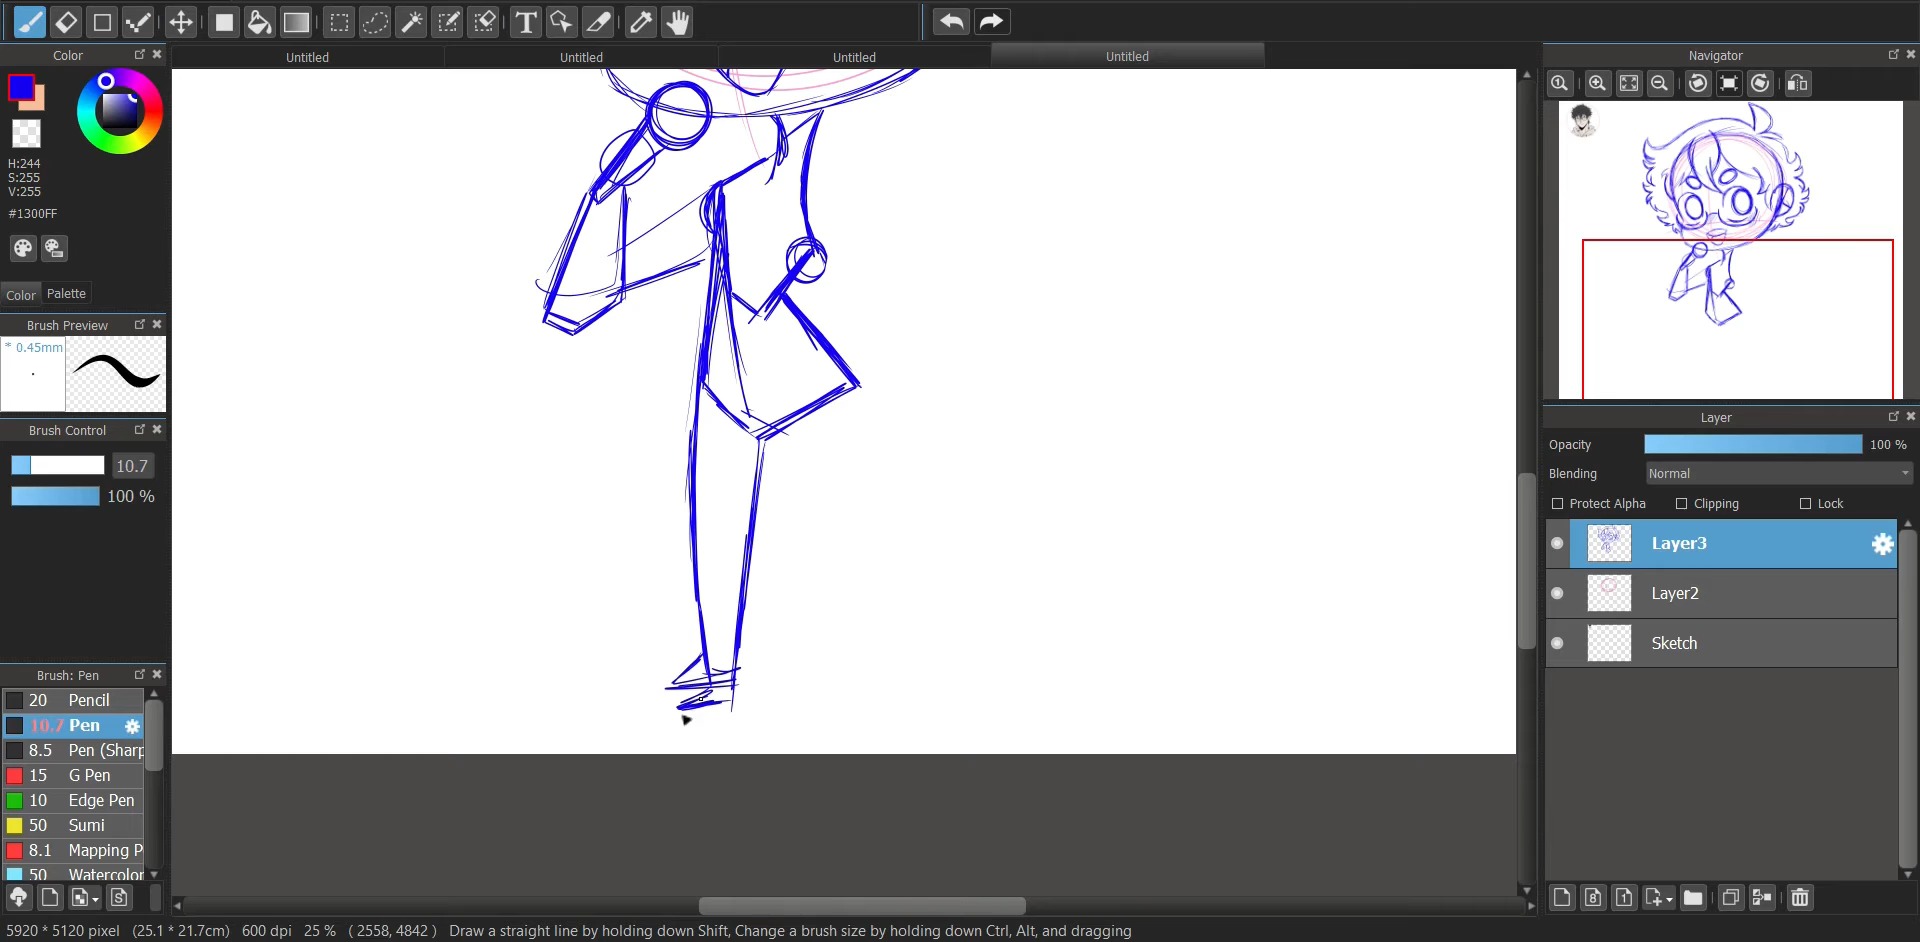 Untitled
Untitled
Untitled
Untitled
Color
H:244
S:255
V:255
#1300FF
Color
Palette
Brush Preview
* 0.45mm
Brush Control
10.7
100 %
Brush: Pen
20 Pencil
10.7 Pen
8.5 Pen (Sharp
15 G Pen
10 Edge Pen
50 Sumi
8.1 Mapping P
50 Watercolor
Navigator
Layer
Opacity 100 %
Blending Normal
Protect Alpha Clipping Lock
Layer3
Layer2
Sketch
5920 * 5120 pixel (25.1 * 21.7cm) 600 dpi 25 % ( 2558, 4842 ) Draw a straight line by holding down Shift, Change a brush size by holding down Ctrl, Alt, and dragging